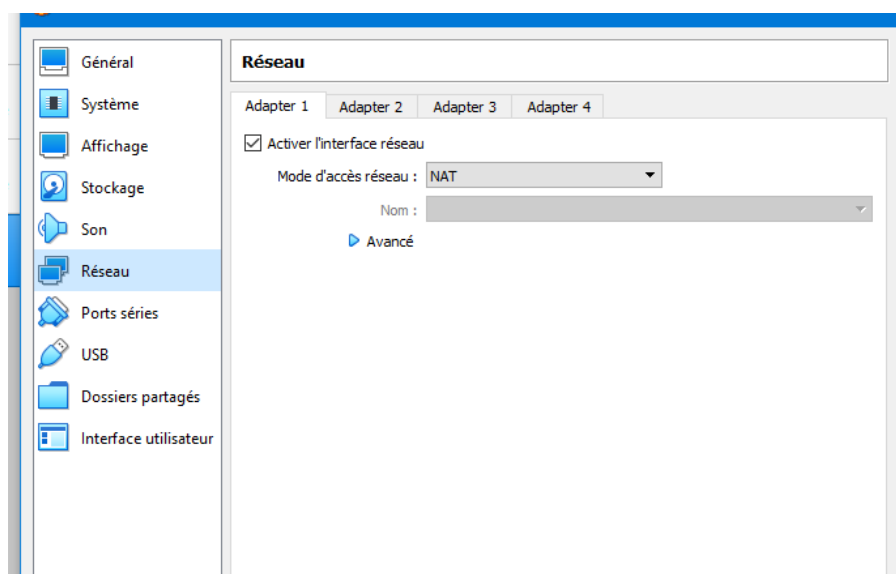 Général
Système
Affichage
Stockage
Son
Réseau
Ports séries
USB
Dossiers partagés
Interface utilisateur
Réseau
Adapter 1 Adapter 2 Adapter 3 Adapter 4
Activer l'interface réseau
Mode d'accès réseau : NAT
Nom :
Avancé